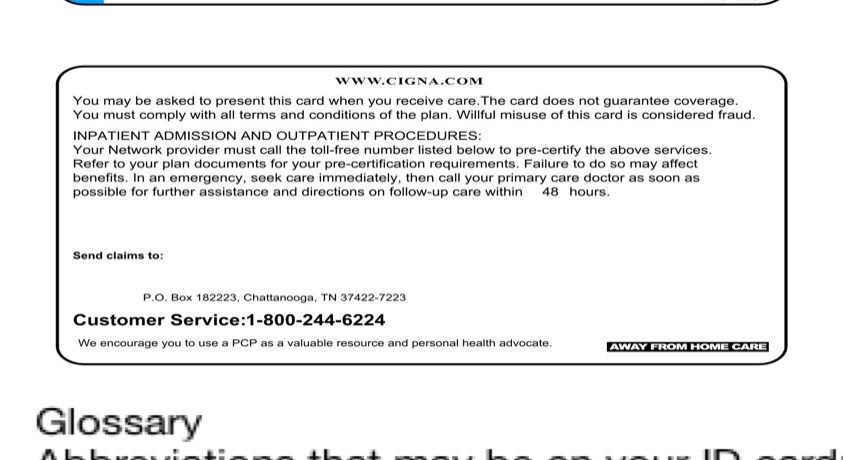 WWW.CIGNA.COM
You may be asked to present this card when you receive care.The card does not guarantee coverage.
You must comply with all terms and conditions of the plan. Willful misuse of this card is considered fraud.
INPATIENT ADMISSION AND OUTPATIENT PROCEDURES:
Your Network provider must call the toll-free number listed below to pre-certify the above services.
Refer to your plan documents for your pre-certification requirements. Failure to do so may affect
benefits. In an emergency, seek care immediately, then call your primary care doctor as soon as
possible for further assistance and directions on follow-up care within 48 hours.
Send claims to:
P.O. Box 182223, Chattanooga, TN 37422-7223
Customer Service:1-800-244-6224
We encourage you to use a PCP as a valuable resource and personal health advocate.
AWAY FROM HOME CARE
Glossary
Abbreviations that may be on your ID card